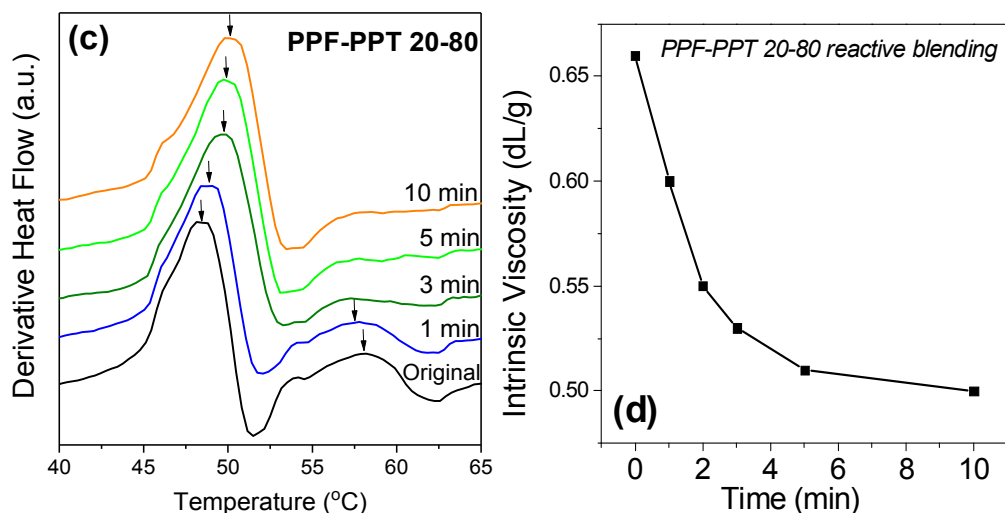 (c)
PPF-PPT 20-80
Derivative Heat Flow (a.u.)
10 min
5 min
3 min
1 min
Original
40 45 50 55 60 65
Temperature (°C)
PPF-PPT 20-80 reactive blending
Intrinsic Viscosity (dL/g)
0.65
0.60
0.55
0.50
(d)
0 2 4 6 8 10
Time (min)